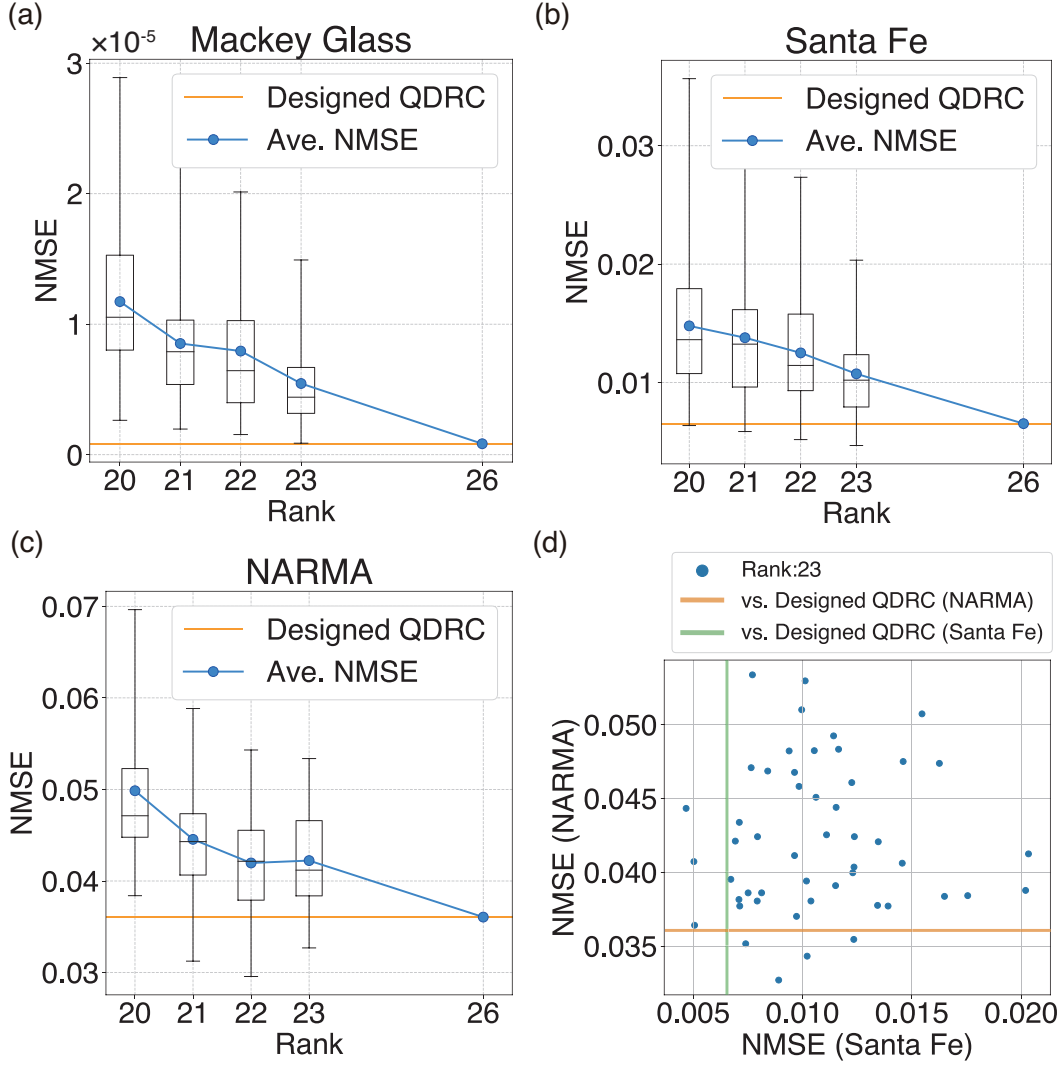 (a)
Mackey Glass
×10⁻⁵
3
2
1
0
NMSE
Designed QDRC
Ave. NMSE
20 21 22 23 26
Rank
(b)
Santa Fe
0.03
0.02
0.01
NMSE
Designed QDRC
Ave. NMSE
20 21 22 23 26
Rank
(c)
NARMA
0.07
0.06
0.05
0.04
0.03
NMSE
Designed QDRC
Ave. NMSE
20 21 22 23 26
Rank
(d)
Rank:23
vs. Designed QDRC (NARMA)
vs. Designed QDRC (Santa Fe)
0.050
0.045
0.040
0.035
NMSE (NARMA)
0.005 0.010 0.015 0.020
NMSE (Santa Fe)